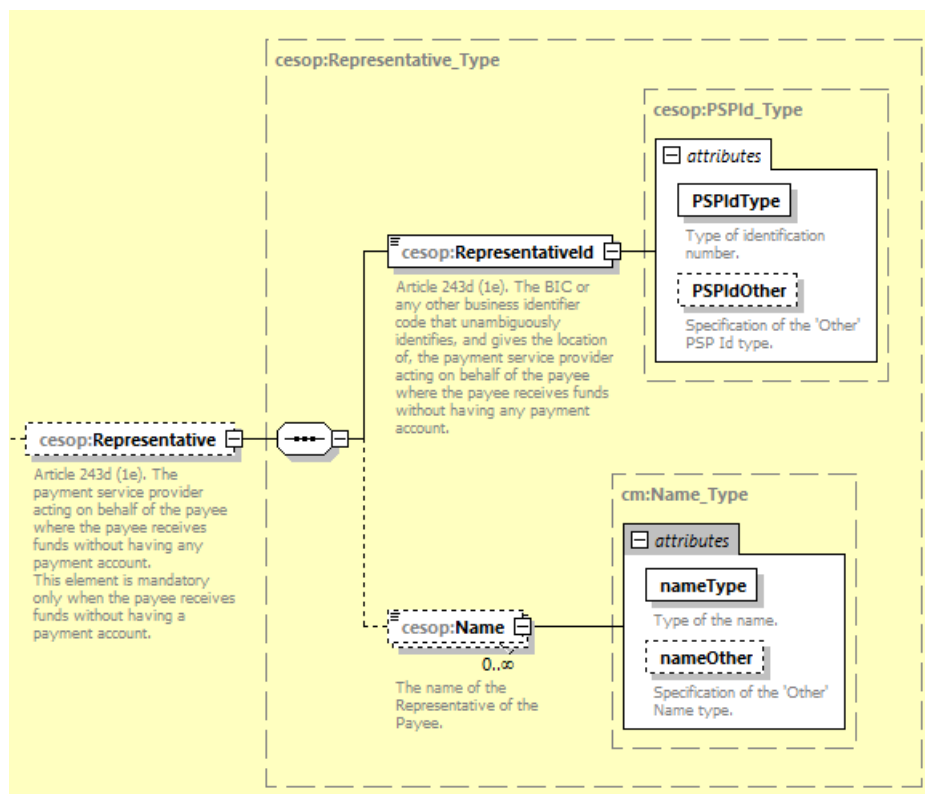 cesop:Representative_Type
cesop:PSPId_Type
attributes
PSPIdType
Type of identification
number.
PSPIdOther
Specification of the 'Other'
PSP Id type.
cesop:RepresentativeId
Article 243d (1e). The BIC or
any other business identifier
code that unambiguously
identifies, and gives the location
of, the payment service provider
acting on behalf of the payee
where the payee receives funds
without having any payment
account.
cesop:Representative
Article 243d (1e). The
payment service provider
acting on behalf of the payee
where the payee receives
funds without having any
payment account.
This element is mandatory
only when the payee receives
funds without having a
payment account.
cm:Name_Type
attributes
nameType
Type of the name.
nameOther
Specification of the 'Other'
Name type.
cesop:Name
0..∞
The name of the
Representative of the
Payee.